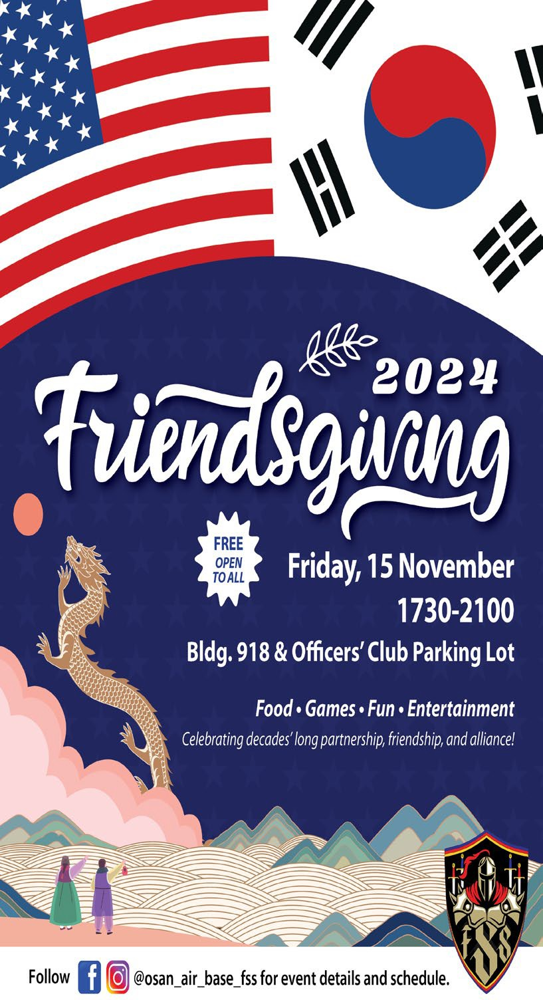 2024
Friendsgiving
FREE
OPEN
TO ALL
Friday, 15 November
1730-2100
Bldg. 918 & Officers’ Club Parking Lot
Food • Games • Fun • Entertainment
Celebrating decades’ long partnership, friendship, and alliance!
FSS
Follow f @osan_air_base_fss for event details and schedule.